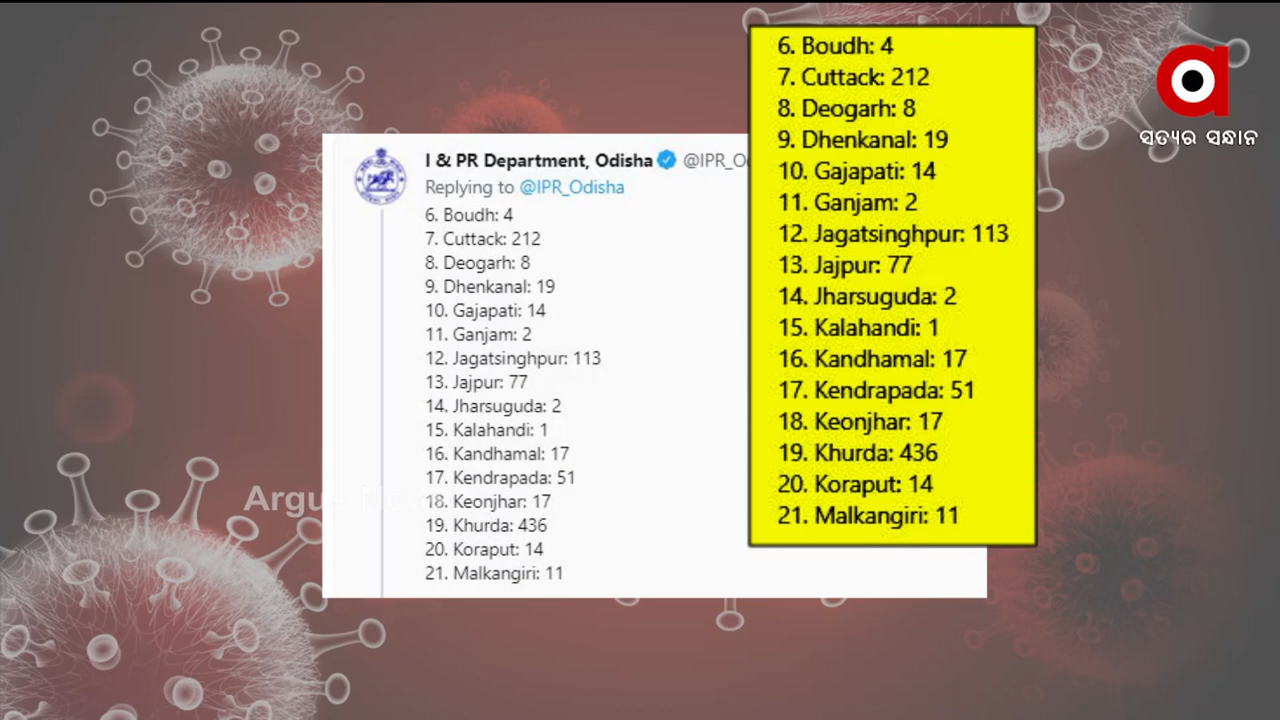 I & PR Department, Odisha @IPR_O
Replying to @IPR_Odisha
6. Boudh: 4
7. Cuttack: 212
8. Deogarh: 8
9. Dhenkanal: 19
10. Gajapati: 14
11. Ganjam: 2
12. Jagatsinghpur: 113
13. Jajpur: 77
14. Jharsuguda: 2
15. Kalahandi: 1
16. Kandhamal: 17
17. Kendrapada: 51
18. Keonjhar: 17
19. Khurda: 436
20. Koraput: 14
21. Malkangiri: 11
6. Boudh: 4
7. Cuttack: 212
8. Deogarh: 8
9. Dhenkanal: 19
10. Gajapati: 14
11. Ganjam: 2
12. Jagatsinghpur: 113
13. Jajpur: 77
14. Jharsuguda: 2
15. Kalahandi: 1
16. Kandhamal: 17
17. Kendrapada: 51
18. Keonjhar: 17
19. Khurda: 436
20. Koraput: 14
21. Malkangiri: 11
ସତ୍ୟର ସନ୍ଧାନ